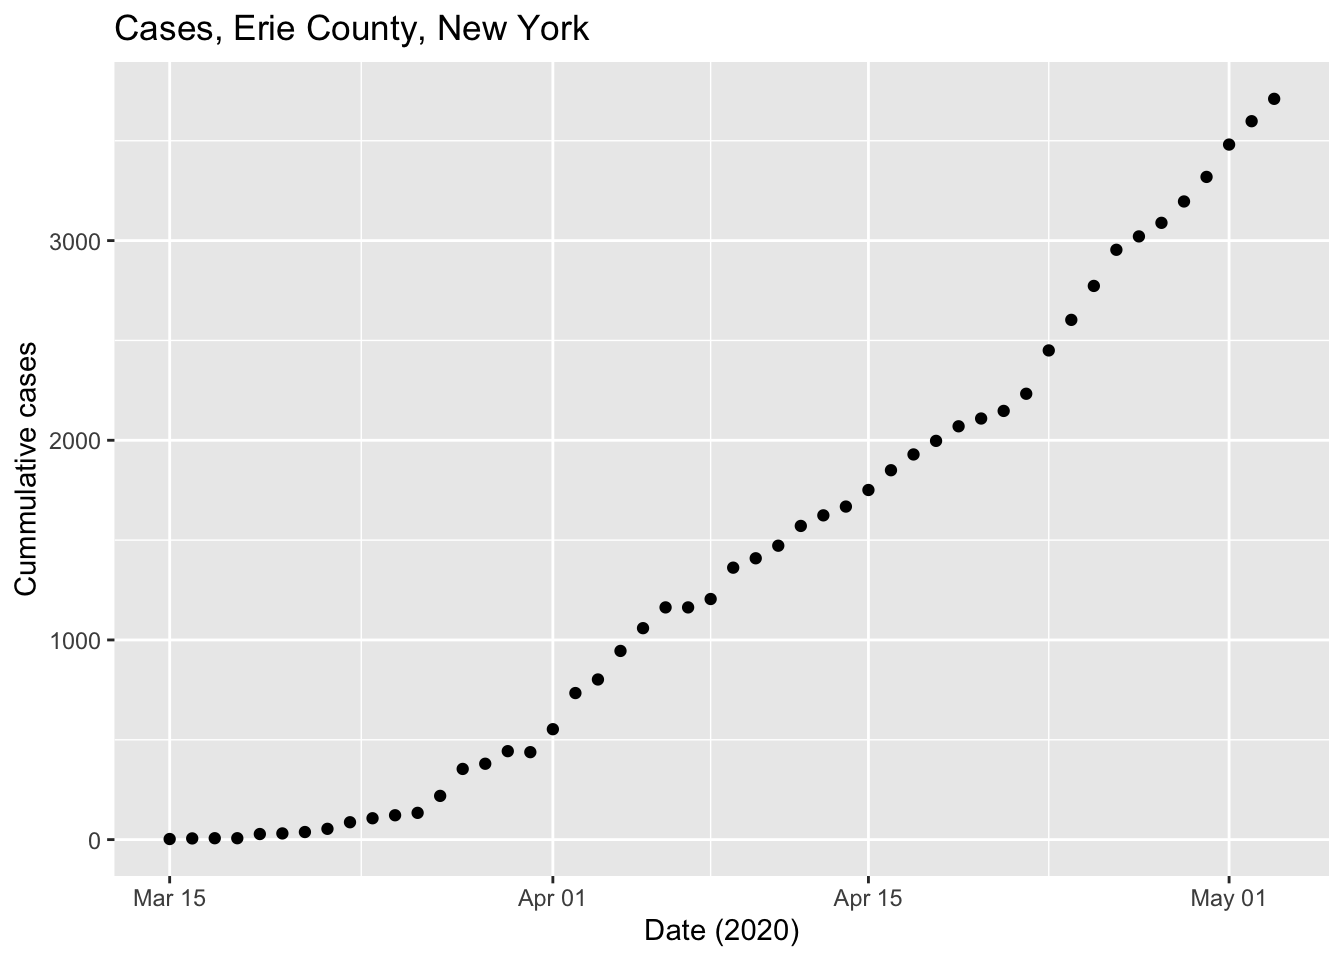 Cases, Erie County, New York
Cummulative cases
3000
2000
1000
0
Mar 15 Apr 01 Apr 15 May 01
Date (2020)